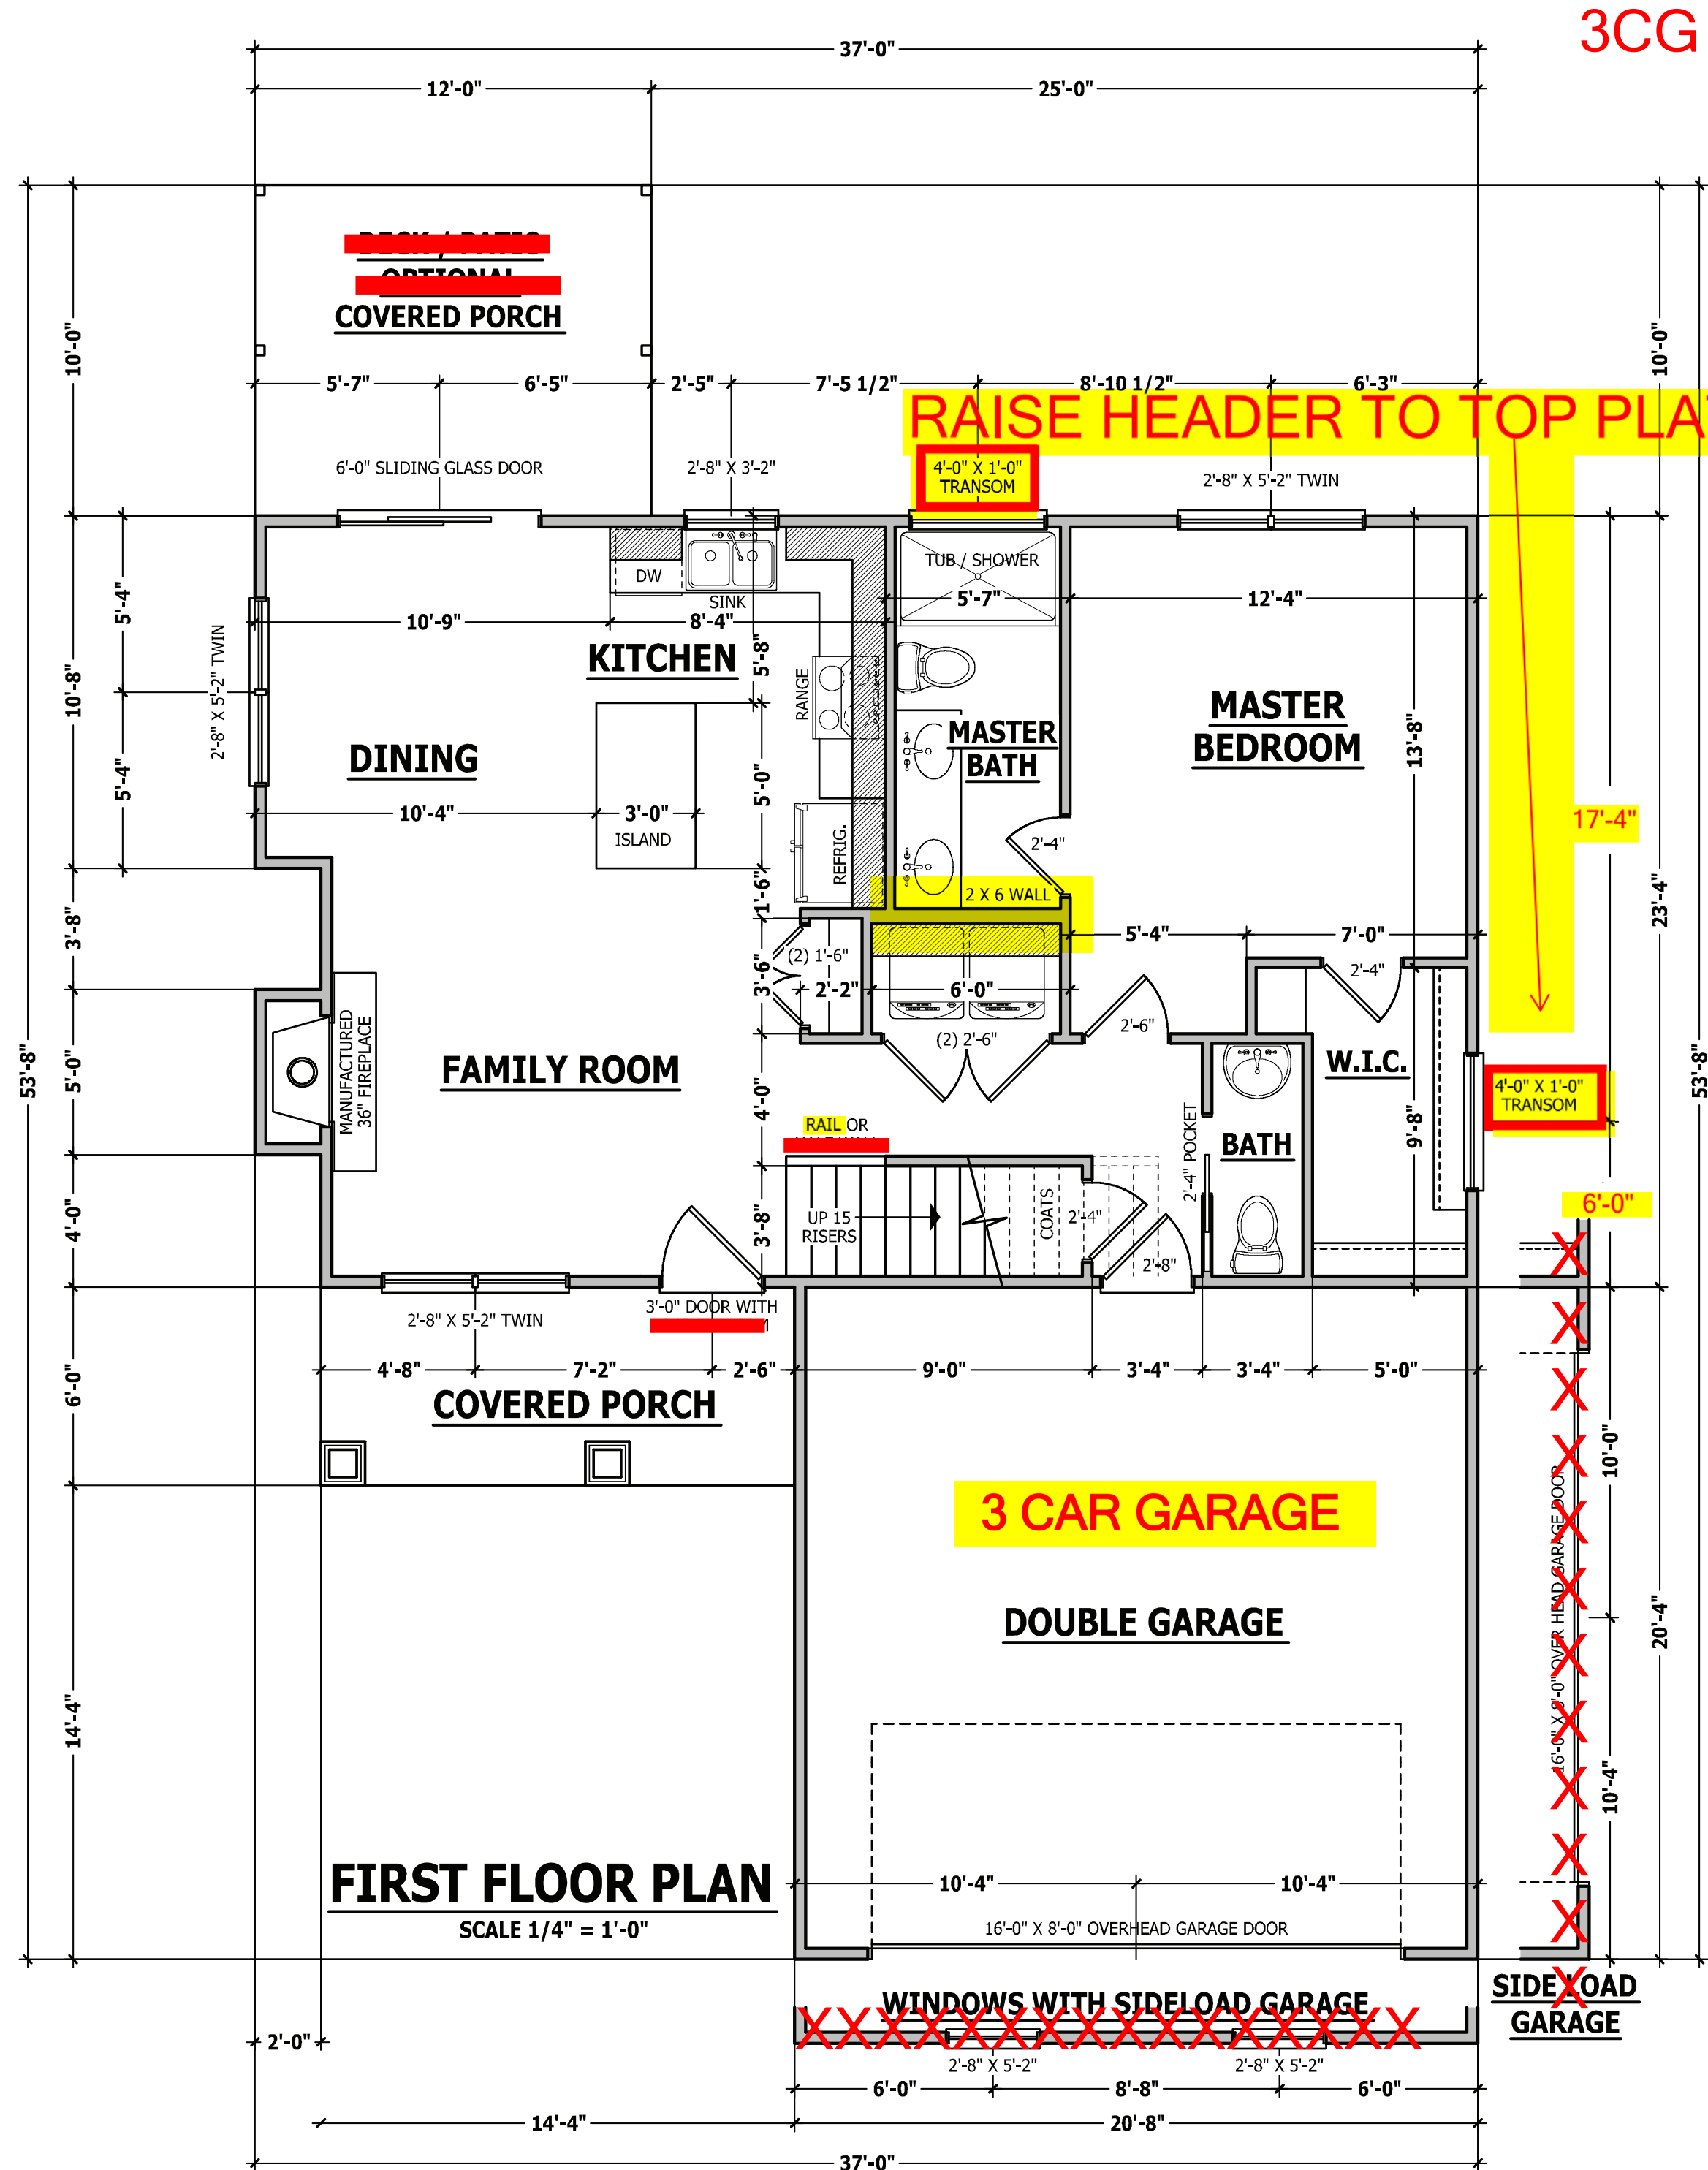 3CG
37'-0"
12'-0"
25'-0"
COVERED PORCH
10'-0"
10'-0"
5'-7"
6'-5"
2'-5"
7'-5 1/2"
8'-10 1/2"
6'-3"
RAISE HEADER TO TOP PLA
6'-0" SLIDING GLASS DOOR
2'-8" X 3'-2"
4'-0" X 1'-0"
TRANSOM
2'-8" X 5'-2" TWIN
DW
SINK
TUB / SHOWER
5'-7"
12'-4"
5'-4"
10'-9"
8'-4"
KITCHEN
5'-8"
2'-8" X 5'-2" TWIN
10'-8"
RANGE
MASTER
BEDROOM
MASTER
BATH
13'-8"
DINING
5'-4"
5'-0"
10'-4"
3'-0"
ISLAND
REFRIG.
2'-4"
17'-4"
23'-4"
1'-6"
2 X 6 WALL
3'-8"
5'-4"
7'-0"
(2) 1'-6"
3'-6"
2'-2"
6'-0"
2'-4"
2'-6"
(2) 2'-6"
53'-8"
5'-0"
MANUFACTURED
36" FIREPLACE
FAMILY ROOM
W.I.C.
4'-0" X 1'-0"
TRANSOM
53'-8"
4'-0"
RAIL OR
2'-4" POCKET
BATH
9'-8"
4'-0"
3'-8"
UP 15
RISERS
COATS
2'-4"
2'-8"
6'-0"
X
2'-8" X 5'-2" TWIN
3'-0" DOOR WITH
X
6'-0"
4'-8"
7'-2"
2'-6"
9'-0"
3'-4"
3'-4"
5'-0"
X
COVERED PORCH
X
10'-0"
3 CAR GARAGE
X
DOUBLE GARAGE
X
20'-4"
16'-0" X 8'-0" OVER HEAD GARAGE DOOR
X
14'-4"
X
X
10'-4"
X
FIRST FLOOR PLAN
SCALE 1/4" = 1'-0"
10'-4"
10'-4"
16'-0" X 8'-0" OVERHEAD GARAGE DOOR
X
X
SIDE LOAD
GARAGE
WINDOWS WITH SIDELOAD GARAGE
XXXXXXXXXXXXXXXX
2'-0"
2'-8" X 5'-2"
2'-8" X 5'-2"
6'-0"
8'-8"
6'-0"
14'-4"
20'-8"
37'-0"